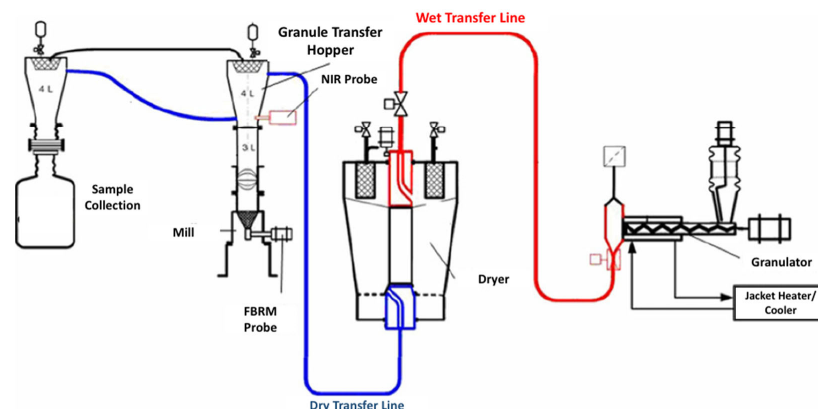 Wet Transfer Line
Granule Transfer
Hopper
NIR Probe
4 L
4 L
3 L
Sample
Collection
Mill
FBRM
Probe
Dryer
Granulator
Jacket Heater/
Cooler
Dry Transfer Line